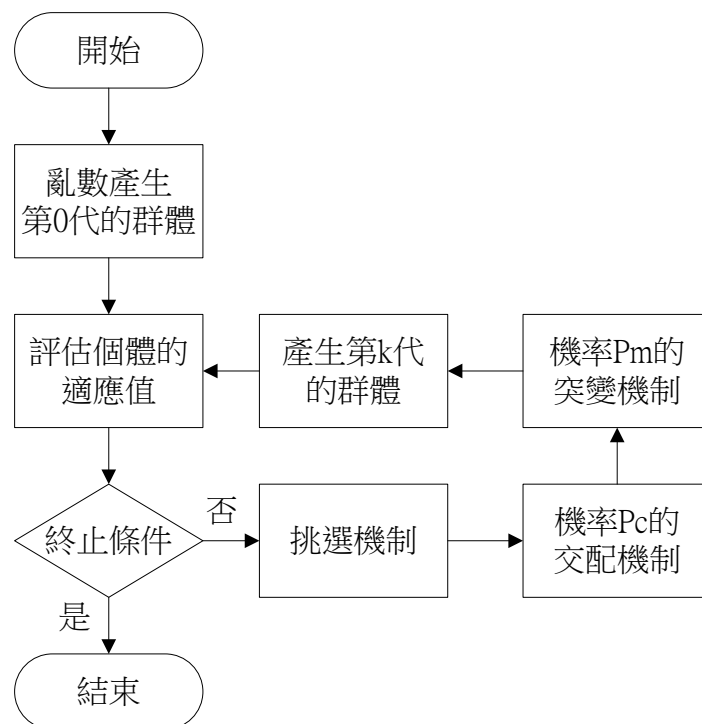 開始
亂數產生
第0代的群體
評估個體的
適應值
產生第k代
的群體
機率Pm的
突變機制
終止條件
否
挑選機制
機率Pc的
交配機制
是
結束